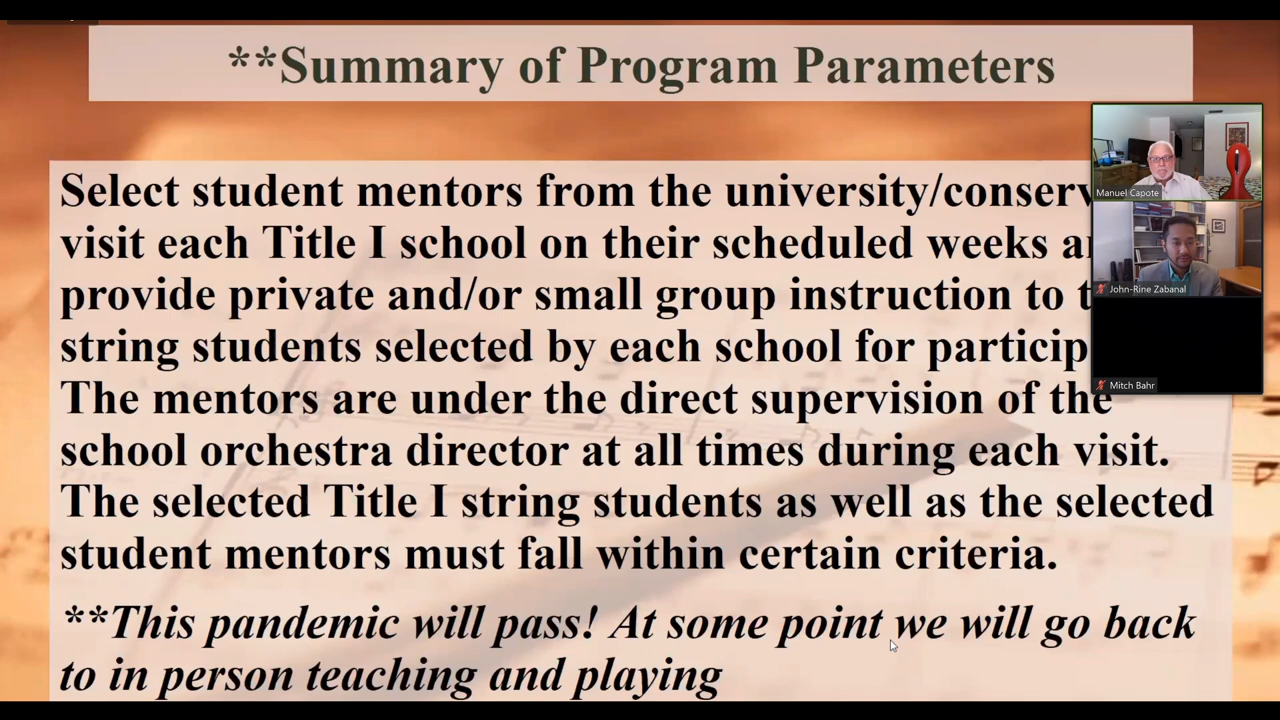 **Summary of Program Parameters
Select student mentors from the university/conserv
visit each Title I school on their scheduled weeks
provide private and/or small group instruction to
string students selected by each school for particip
The mentors are under the direct supervision of the
school orchestra director at all times during each visit.
The selected Title I string students as well as the selected
student mentors must fall within certain criteria.
**This pandemic will pass! At some point we will go back
to in person teaching and playing
Manuel Capote
John-Rine Zabanal
Mitch Bahr